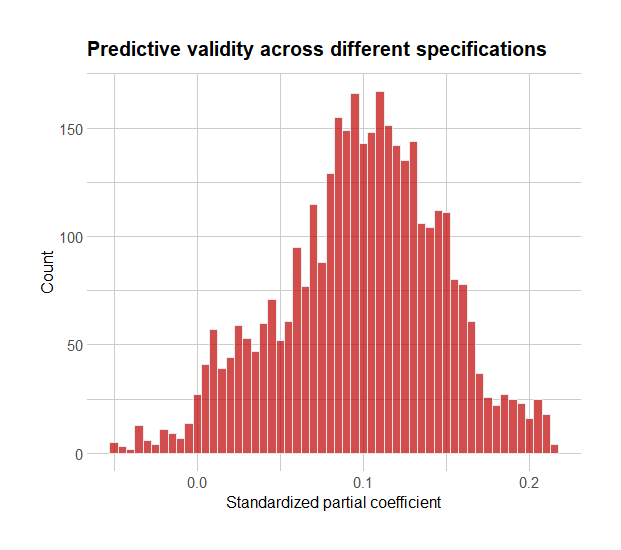 Predictive validity across different specifications
150
100
50
0
Count
0.0 0.1 0.2
Standardized partial coefficient